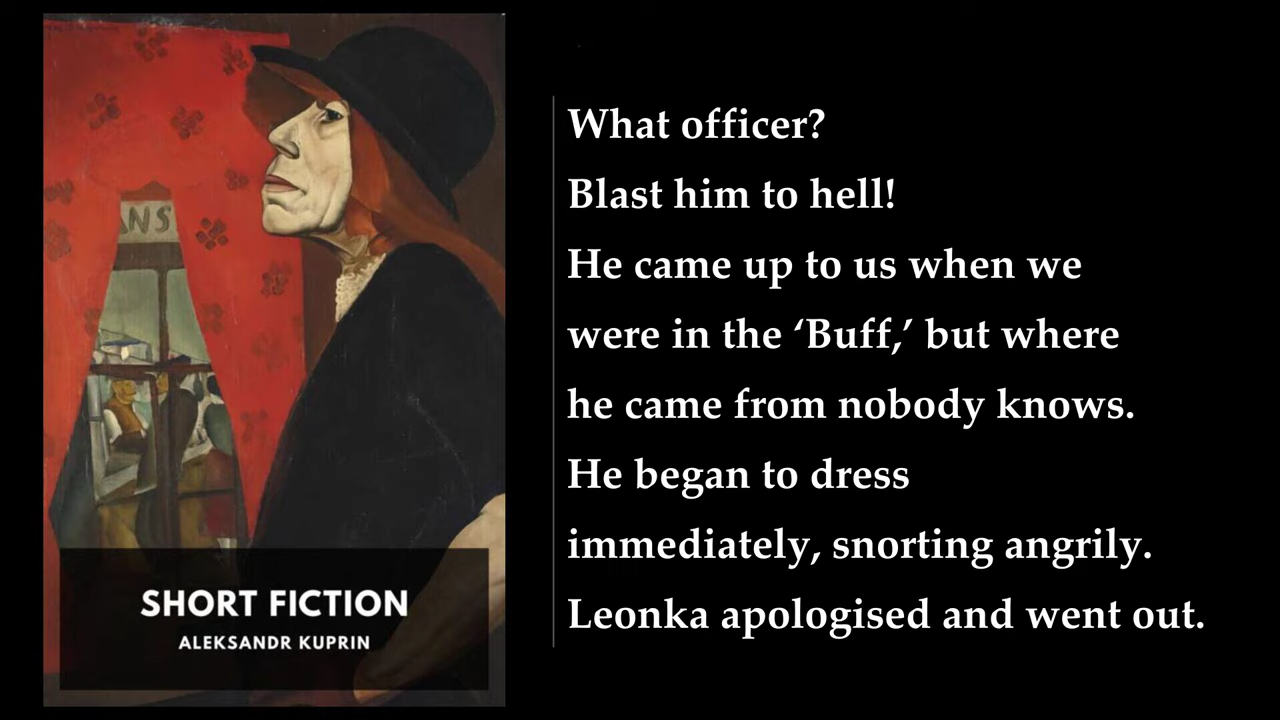 ANS
SHORT FICTION
ALEKSANDR KUPRIN
What officer?
Blast him to hell!
He came up to us when we
were in the ‘Buff,’ but where
he came from nobody knows.
He began to dress
immediately, snorting angrily.
Leonka apologised and went out.